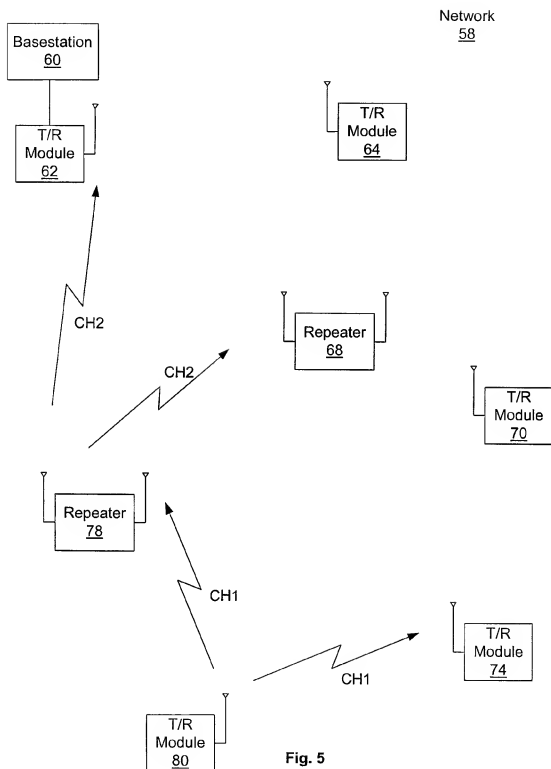 Network
58
Basestation
60
T/R
Module
62
T/R
Module
64
CH2
Repeater
68
CH2
T/R
Module
70
Repeater
78
CH1
T/R
Module
74
CH1
T/R
Module
80
Fig. 5